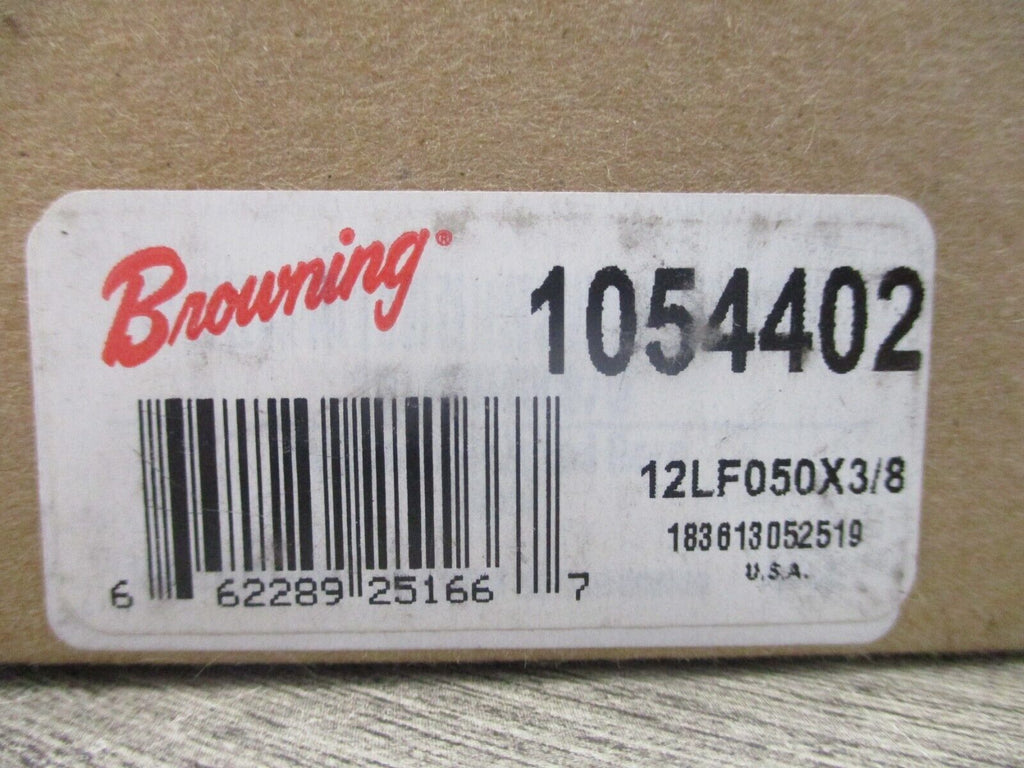 Browning®
1054402
12LF050X3/8
183613052519
U.S.A.
6 62289 25166 7